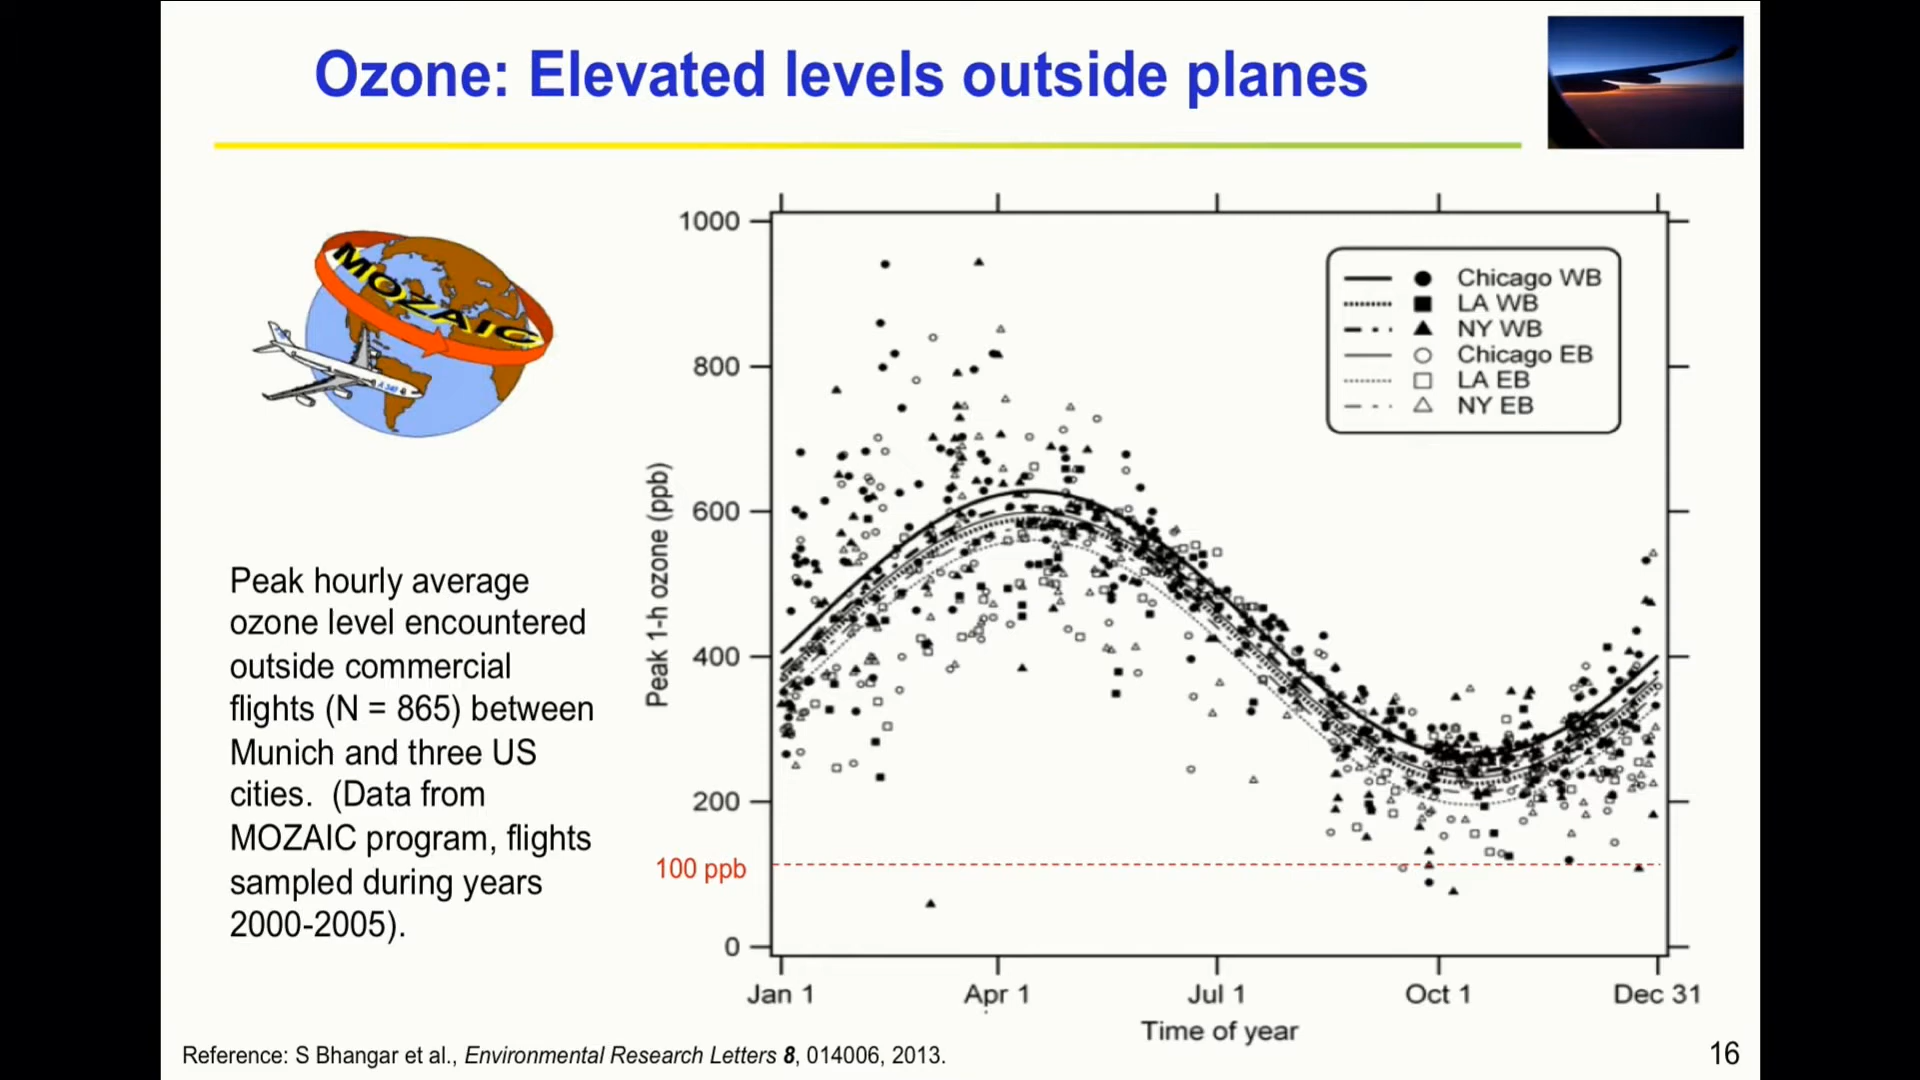 Ozone: Elevated levels outside planes
MOZAIC
A 340
Peak hourly average
ozone level encountered
outside commercial
flights (N = 865) between
Munich and three US
cities. (Data from
MOZAIC program, flights
sampled during years
2000-2005).
Peak 1-h ozone (ppb)
1000
800
600
400
200
0
100 ppb
Chicago WB
LA WB
NY WB
Chicago EB
LA EB
NY EB
Jan 1
Apr 1
Jul 1
Oct 1
Dec 31
Time of year
Reference: S Bhangar et al., Environmental Research Letters 8, 014006, 2013.
16